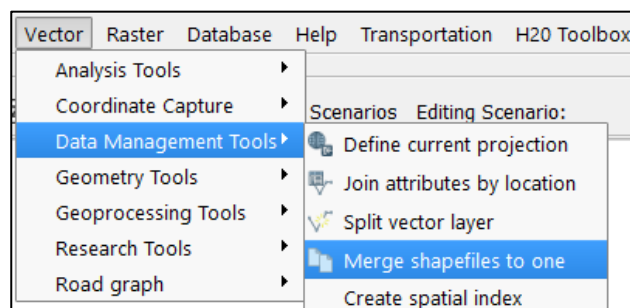 Vector Raster Database Help Transportation H20 Toolbox
Analysis Tools
Coordinate Capture
Scenarios Editing Scenario:
Data Management Tools
Define current projection
Join attributes by location
Geometry Tools
Geoprocessing Tools
Split vector layer
Research Tools
Merge shapefiles to one
Road graph
Create spatial index